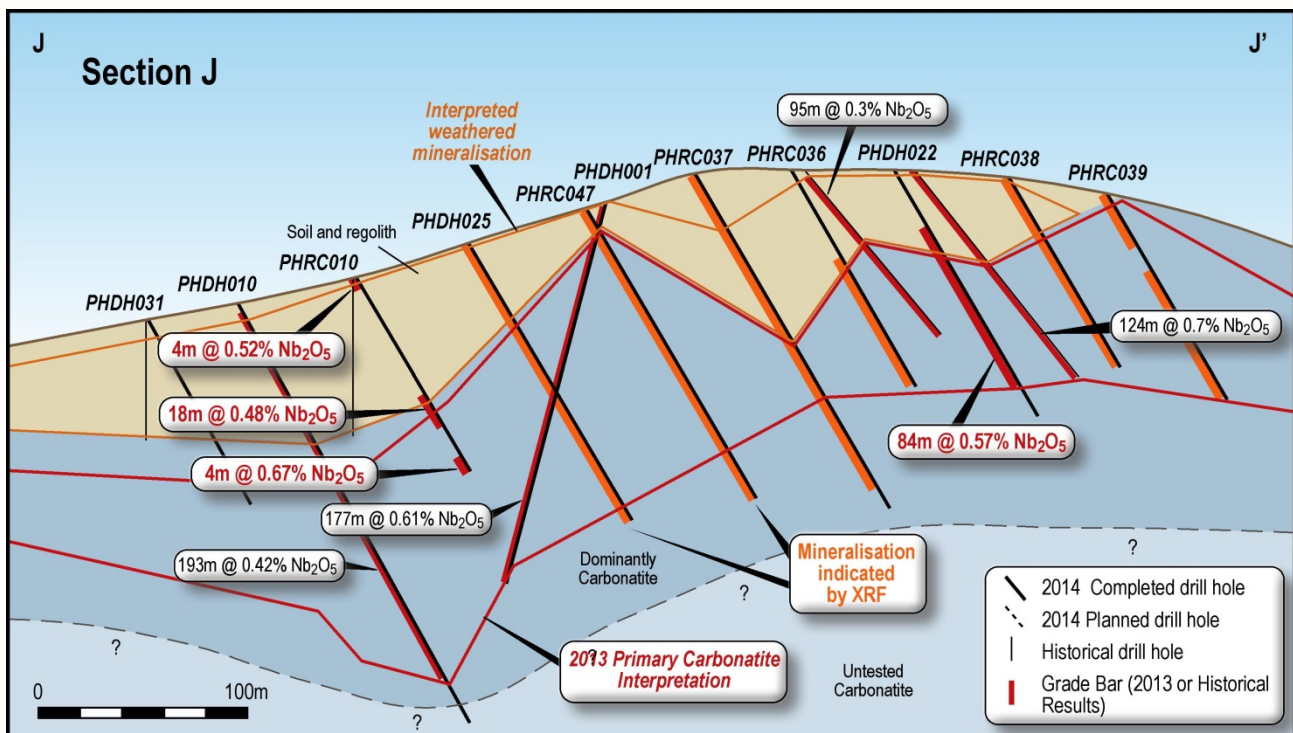 J
J'
Section J
95m @ 0.3% Nb₂O₅
Interpreted
weathered
mineralisation
PHRC037
PHRC036
PHDH022
PHRC038
PHRC039
PHDH001
PHRC047
PHDH025
Soil and regolith
PHRC010
PHDH010
PHDH031
4m @ 0.52% Nb₂O₅
124m @ 0.7% Nb₂O₅
18m @ 0.48% Nb₂O₅
84m @ 0.57% Nb₂O₅
4m @ 0.67% Nb₂O₅
177m @ 0.61% Nb₂O₅
193m @ 0.42% Nb₂O₅
Dominantly
Carbonatite
Mineralisation
indicated
by XRF
?
?
?
?
?
?
2013 Primary Carbonatite
Interpretation
Untested
Carbonatite
0
100m
2014 Completed drill hole
2014 Planned drill hole
Historical drill hole
Grade Bar (2013 or Historical
Results)